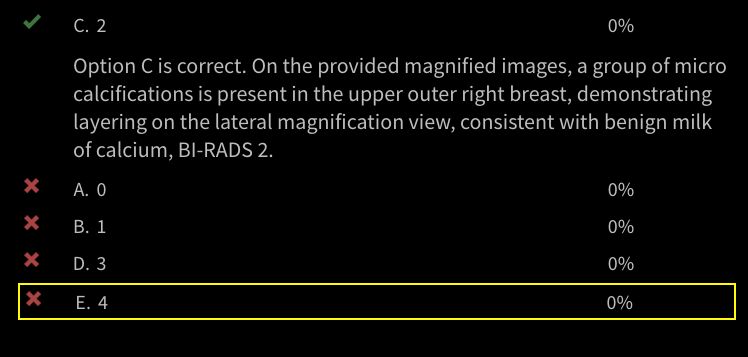 C. 2 0%
Option C is correct. On the provided magnified images, a group of micro
calcifications is present in the upper outer right breast, demonstrating
layering on the lateral magnification view, consistent with benign milk
of calcium, BI-RADS 2.
A. 0 0%
B. 1 0%
D. 3 0%
E. 4 0%